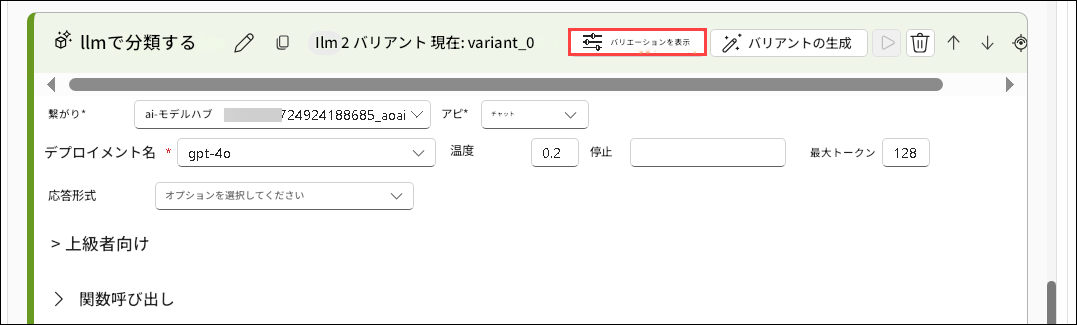 llmで分類する llm 2 バリアント 現在: variant_0 バリエーションを表示 バリアントの生成
繋がり* ai-モデルハブ 724924188685_aoai アピ* チャット
デプロイメント名 * gpt-4o 温度 0.2 停止 最大トークン 128
応答形式 オプションを選択してください
> 上級者向け
> 関数呼び出し